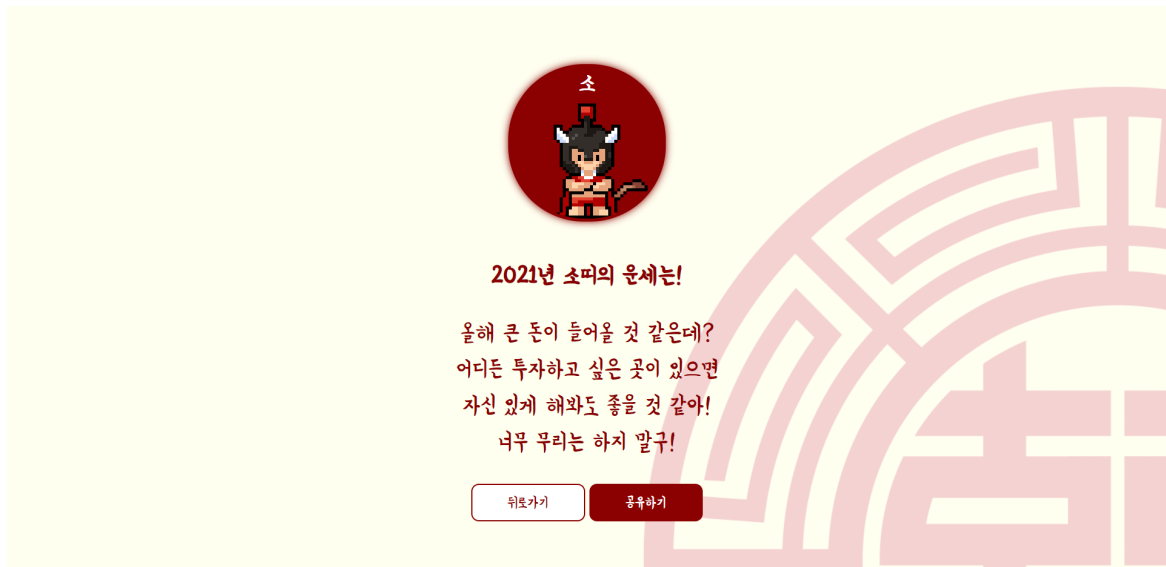 소
2021년 소띠의 운세는!
올해 큰 돈이 들어올 것 같은데?
어디든 투자하고 싶은 곳이 있으면
자신 있게 해봐도 좋을 것 같아!
너무 무리는 하지 말구!
뒤로가기
공유하기